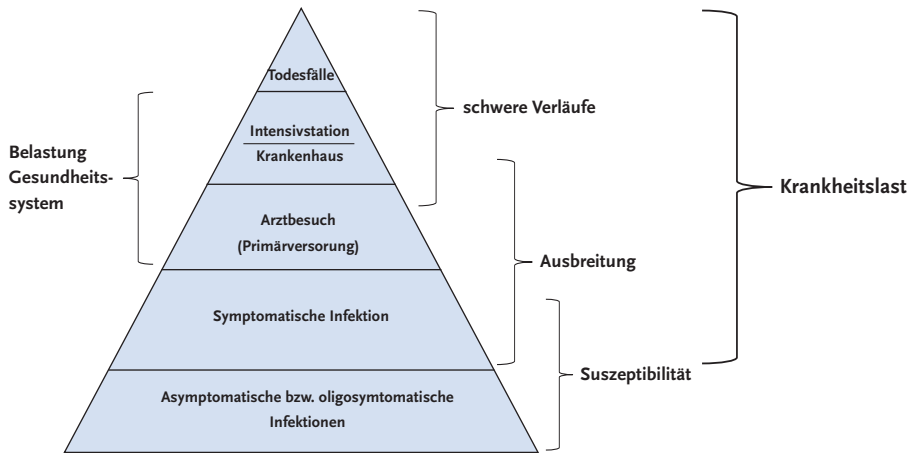 Todesfälle
Intensivstation
Krankenhaus
Arztbesuch
(Primärversorung)
Symptomatische Infektion
Asymptomatische bzw. oligosymtomatische
Infektionen
Belastung
Gesundheits-
system
schwere Verläufe
Ausbreitung
Suszeptibilität
Krankheitslast